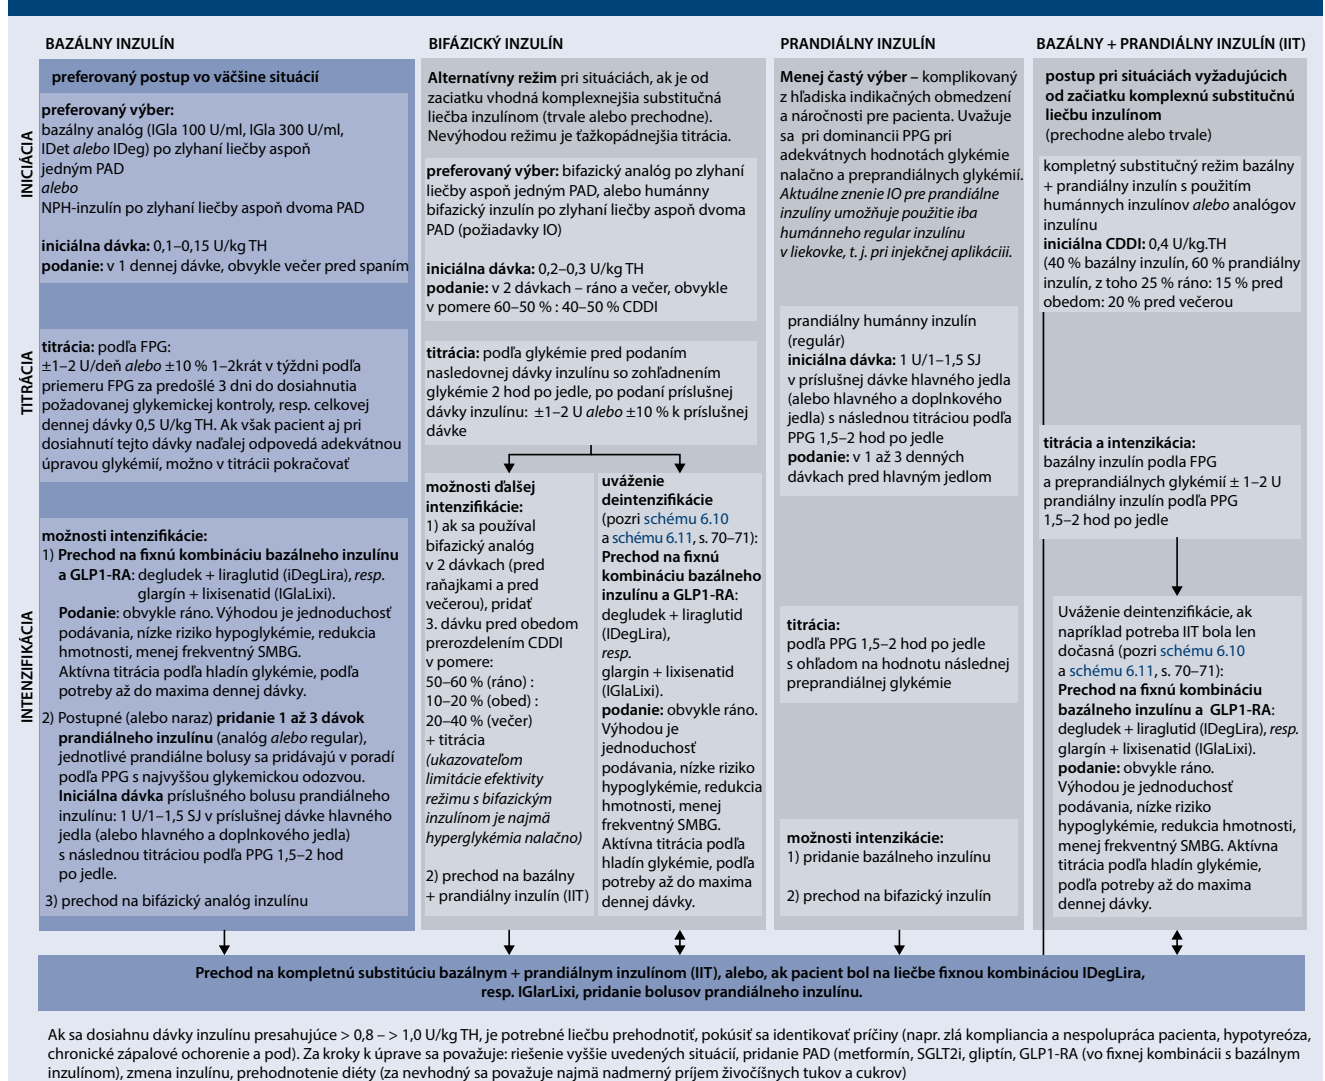 BAZÁLNY INZULÍN
preferovaný postup vo väčšine situácií
INICIÁCIA
preferovaný výber:
bazálny analóg (IGla 100 U/ml, IGla 300 U/ml,
IDet alebo IDeg) po zlyhaní liečby aspoň
jedným PAD
alebo
NPH-inzulín po zlyhaní liečby aspoň dvoma PAD
iniciálna dávka: 0,1–0,15 U/kg TH
podanie: v 1 dennej dávke, obvykle večer pred spaním
TITRÁCIA
titrácia: podľa FPG:
±1–2 U/deň alebo ±10 % 1–2krát v týždni podľa
priemeru FPG za predošlé 3 dni do dosiahnutia
požadovanej glykemickej kontroly, resp. celkovej
dennej dávky 0,5 U/kg TH. Ak však pacient aj pri
dosiahnutí tejto dávky naďalej odpovedá adekvátnou
úpravou glykémií, možno v titrácii pokračovať
INTENZIFIKÁCIA
možnosti intenzifikácie:
1) Prechod na fixnú kombináciu bazálneho inzulínu
a GLP1-RA: degludek + liraglutid (iDegLira), resp.
glargín + lixisenatid (IGlaLixi).
Podanie: obvykle ráno. Výhodou je jednoduchosť
podávania, nízke riziko hypoglykémie, redukcia
hmotnosti, menej frekventný SMBG.
Aktívna titrácia podľa hladín glykémie, podľa
potreby až do maxima dennej dávky.
2) Postupné (alebo naraz) pridanie 1 až 3 dávok
prandiálneho inzulínu (analóg alebo regular),
jednotlivé prandiálne bolusy sa pridávajú v poradí
podľa PPG s najvyššou glykemickou odozvou.
Iniciálna dávka príslušného bolusu prandiálneho
inzulínu: 1 U/1–1,5 SJ v príslušnej dávke hlavného
jedla (alebo hlavného a doplnkového jedla)
s následnou titráciou podľa PPG 1,5–2 hod
po jedle.
3) prechod na bifázický analóg inzulínu
BIFÁZICKÝ INZULÍN
Alternatívny režim pri situáciách, ak je od
zaciatku vhodná komplexnejšia substitučná
liečba inzulínom (trvale alebo prechodne).
Nevýhodou režimu je ťažkopádnejšia titrácia.
preferovaný výber: bifazický analóg po zlyhaní
liečby aspoň jedným PAD, alebo humánny
bifazický inzulín po zlyhaní liečby aspoň dvoma
PAD (požiadavky IO)
iniciálna dávka: 0,2–0,3 U/kg TH
podanie: v 2 dávkach – ráno a večer, obvykle
v pomere 60–50 % : 40–50 % CDDI
titrácia: podľa glykémie pred podaním
nasledovnej dávky inzulínu so zohľadnením
glykémie 2 hod po jedle, po podaní príslušnej
dávky inzulínu: ±1–2 U alebo ±10 % k príslušnej
dávke
možnosti ďalšej
intenzifikácie:
1) ak sa používal
bifazický analóg
v 2 dávkach (pred
raňajkami a pred
večerou), pridať
3. dávku pred obedom
prerozdelením CDDI
v pomere:
50–60 % (ráno) :
10–20 % (obed) :
20–40 % (večer)
+ titrácia
(ukazovateľom
limitácie efektivity
režimu s bifazickým
inzulínom je najmä
hyperglykémia nalačno)
2) prechod na bazálny
+ prandiálny inzulín (IIT)
uváženie
deintenzifikácie
(pozri schému 6.10
a schému 6.11, s. 70–71):
Prechod na fixnú
kombináciu bazálneho
inzulínu a GLP1-RA:
degludek + liraglutid
(IDegLira),
resp.
glargin + lixisenatid
(IGlaLixi).
podanie: obvykle ráno.
Výhodou je
jednoduchosť
podávania, nízke riziko
hypoglykémie, redukcia
hmotnosti, menej
frekventný SMBG.
Aktívna titrácia podľa
hladín glykémie, podľa
potreby až do maxima
dennej dávky.
PRANDIÁLNY INZULÍN
Menej častý výber – komplikovaný
z hľadiska indikačných obmedzení
a náročnosti pre pacienta. Uvažuje
sa pri dominancii PPG pri
adekvátnych hodnotách glykémie
nalačno a preprandiálnych glykémií.
Aktuálne znenie IO pre prandiálne
inzulíny umožňuje použitie iba
humánneho regular inzulínu
v liekovke, t. j. pri injekčnej aplikáciii.
prandiálny humánny inzulín
(regulár)
iniciálna dávka: 1 U/1–1,5 SJ
v príslušnej dávke hlavného jedla
(alebo hlavného a doplnkového
jedla) s následnou titráciou podľa
PPG 1,5–2 hod po jedle
podanie: v 1 až 3 denných
dávkach pred hlavným jedlom
titrácia:
podľa PPG 1,5–2 hod po jedle
s ohľadom na hodnotu následnej
preprandiálnej glykémie
možnosti intenzikácie:
1) pridanie bazálneho inzulínu
2) prechod na bifazický inzulín
BAZÁLNY + PRANDIÁLNY INZULÍN (IIT)
postup pri situáciách vyžadujúcich
od začiatku komplexnú substitučnú
liečbu inzulínom
(prechodne alebo trvale)
kompletný substitučný režim bazálny
+ prandiálny inzulín s použitím
humánnych inzulínov alebo analógov
inzulínu
iniciálna CDDI: 0,4 U/kg.TH
(40 % bazálny inzulín, 60 % prandiálny
inzulín, z toho 25 % ráno: 15 % pred
obedom: 20 % pred večerou
titrácia a intenzikácia:
bazálny inzulín podla FPG
a preprandiálnych glykémií ± 1–2 U
prandiálny inzulín podľa PPG
1,5–2 hod po jedle
Uváženie deintenzifikácie, ak
napríklad potreba IIT bola len
dočasná (pozri schému 6.10
a schému 6.11, s. 70–71):
Prechod na fixnú kombináciu
bazálneho inzulínu a GLP1-RA:
degludek + liraglutid (IDegLira), resp.
glargín + lixisenatid (IGlaLixi).
podanie: obvykle ráno.
Výhodou je jednoduchosť
podávania, nízke riziko
hypoglykémie, redukcia hmotnosti,
menej frekventný SMBG. Aktívna
titrácia podľa hladín glykémie,
podľa potreby až do maxima
dennej dávky.
Prechod na kompletnú substitúciu bazálnym + prandiálnym inzulínom (IIT), alebo, ak pacient bol na liečbe fixnou kombináciou IDegLira,
resp. IGlarLixi, pridanie bolusov prandiálneho inzulínu.
Ak sa dosiahnu dávky inzulínu presahujúce > 0,8 – > 1,0 U/kg TH, je potrebné liečbu prehodnotiť, pokúsiť sa identikovať príčiny (napr. zlá kompliancia a nespolupráca pacienta, hypotyreóza,
chronické zápalové ochorenie a pod). Za kroky k úprave sa považuje: riešenie vyššie uvedených situácií, pridanie PAD (metformín, SGLT2i, gliptín, GLP1-RA (vo fixnej kombinácii s bazálnym
inzulínom), zmena inzulínu, prehodnotenie diéty (za nevhodný sa považuje najmä nadmerný príjem živočíšnych tukov a cukrov)